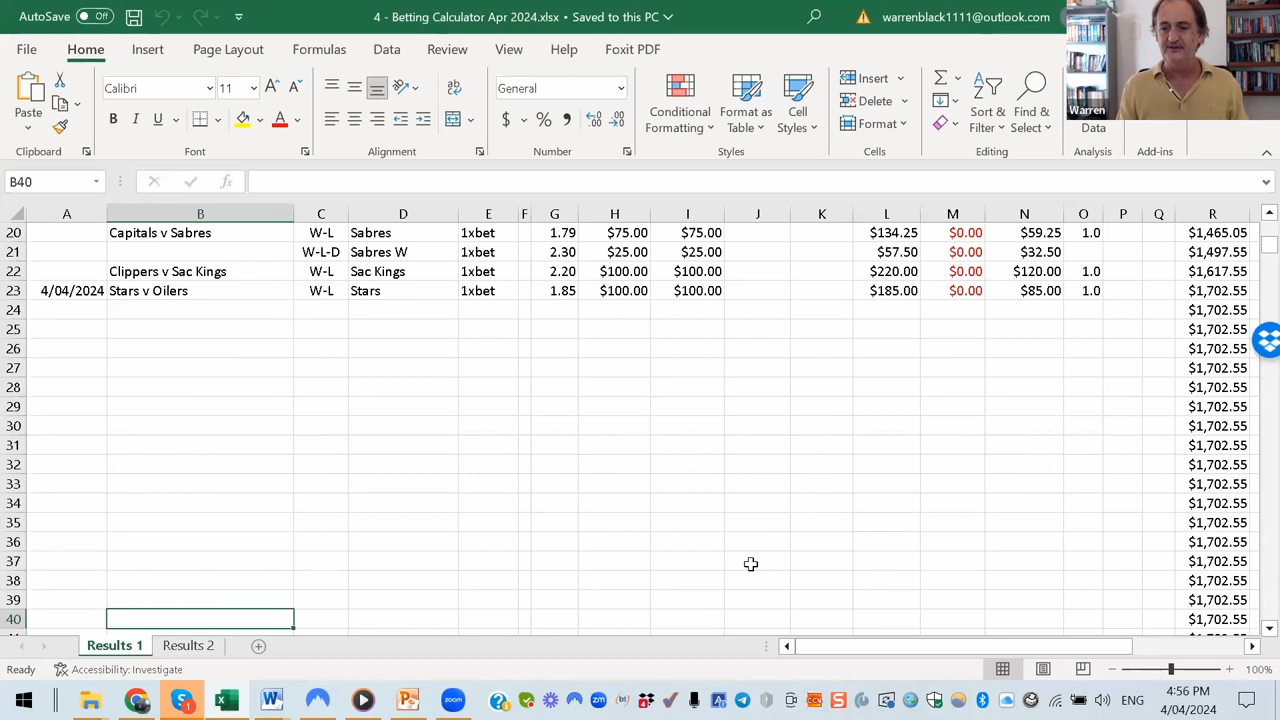 AutoSave Off 4 - Betting Calculator Apr 2024.xlsx • Saved to this PC warrenblack1111@outlook.com
File Home Insert Page Layout Formulas Data Review View Help Foxit PDF
Paste Calibri 11 General Conditional Formatting Format as Table Cell Styles Insert Delete Format Sort & Filter Find & Select Data
Warren
Clipboard Font Alignment Number Styles Cells Editing Analysis Add-ins
B40
A B C D E F G H I J K L M N O P Q R
20 Capitals v Sabres W-L Sabres 1xbet 1.79 $75.00 $75.00 $134.25 $0.00 $59.25 1.0 $1,465.05
21 W-L-D Sabres W 1xbet 2.30 $25.00 $25.00 $57.50 $0.00 $32.50 $1,497.55
22 Clippers v Sac Kings W-L Sac Kings 1xbet 2.20 $100.00 $100.00 $220.00 $0.00 $120.00 1.0 $1,617.55
23 4/04/2024 Stars v Oilers W-L Stars 1xbet 1.85 $100.00 $100.00 $185.00 $0.00 $85.00 1.0 $1,702.55
24 $1,702.55
25 $1,702.55
26 $1,702.55
27 $1,702.55
28 $1,702.55
29 $1,702.55
30 $1,702.55
31 $1,702.55
32 $1,702.55
33 $1,702.55
34 $1,702.55
35 $1,702.55
36 $1,702.55
37 $1,702.55
38 $1,702.55
39 $1,702.55
40 $1,702.55
Results 1 Results 2
Ready Accessibility: Investigate 100%
ENG 4:56 PM
4/04/2024